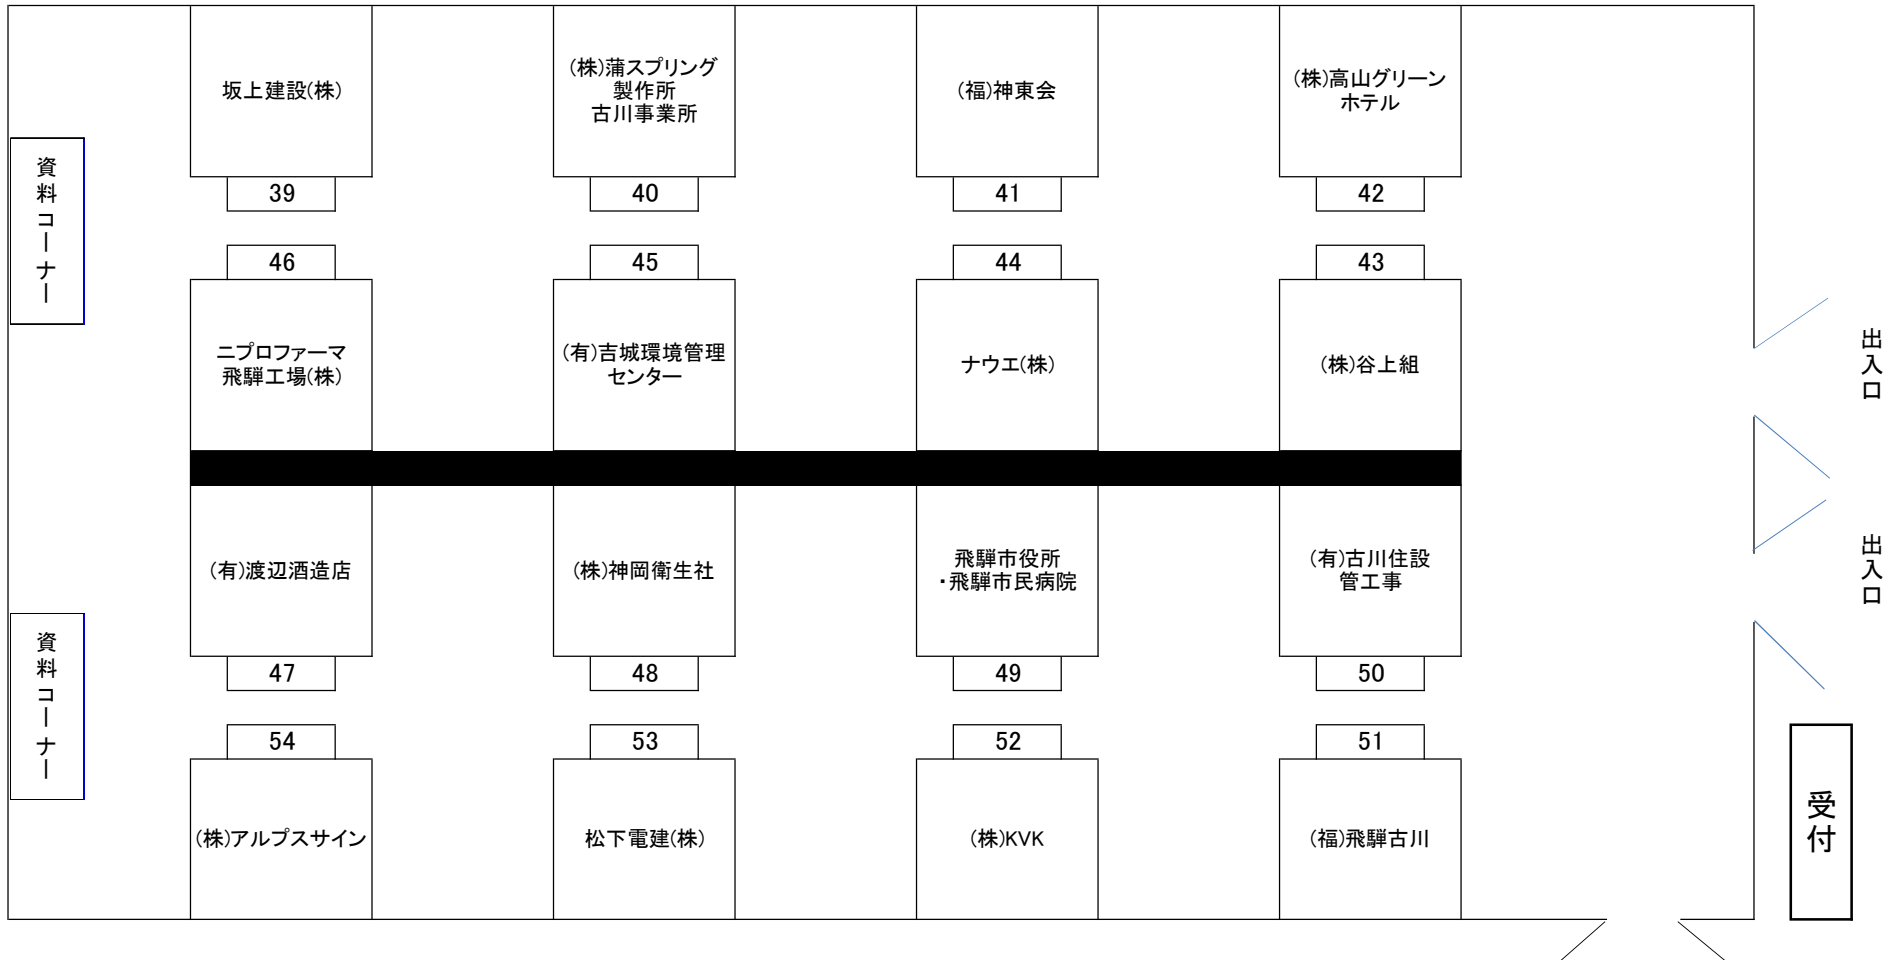 坂上建設(株)
(株)蒲スプリング
製作所
古川事業所
(福)神東会
(株)高山グリーン
ホテル
資料コーナー
39
40
41
42
46
45
44
43
ニプロファーマ
飛騨工場(株)
(有)吉城環境管理
センター
ナウエ(株)
(株)谷上組
出入口
(有)渡辺酒造店
(株)神岡衛生社
飛騨市役所
・飛騨市民病院
(有)古川住設
管工事
出入口
資料コーナー
47
48
49
50
54
53
52
51
(株)アルプスサイン
松下電建(株)
(株)KVK
(福)飛騨古川
受付